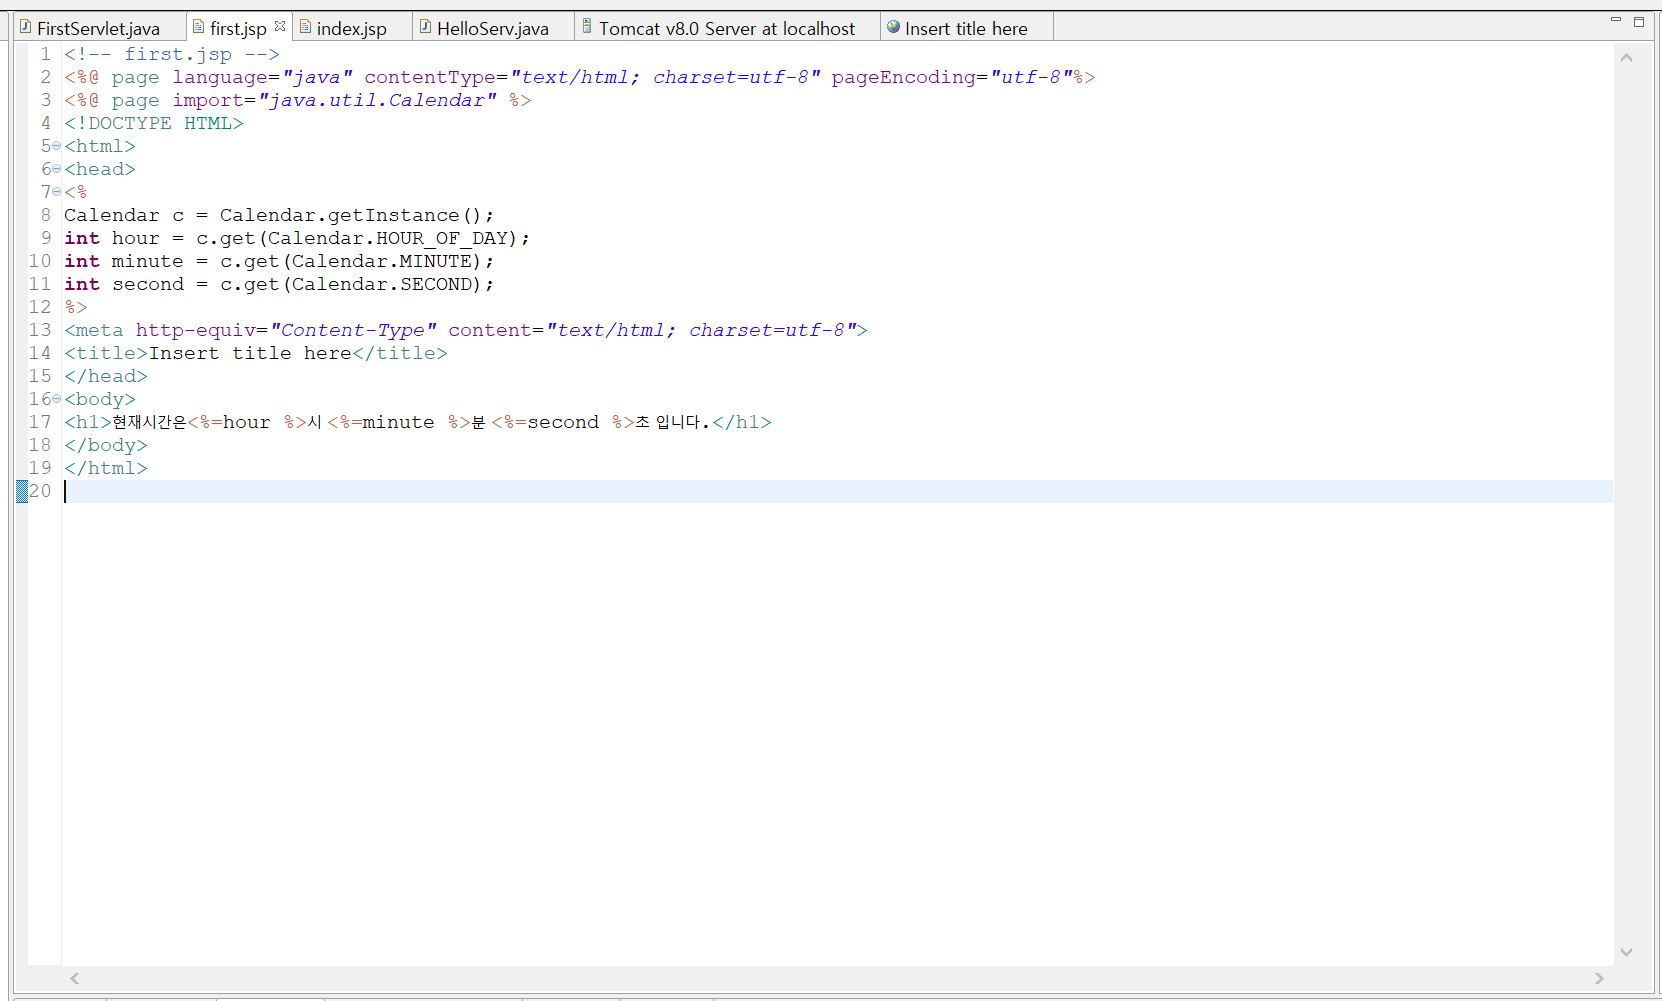 FirstServlet.java first.jsp index.jsp HelloServ.java Tomcat v8.0 Server at localhost Insert title here
1 <!-- first.jsp -->
2 <%@ page language="java" contentType="text/html; charset=utf-8" pageEncoding="utf-8"%>
3 <%@ page import="java.util.Calendar" %>
4 <!DOCTYPE HTML>
5 <html>
6 <head>
7 <%
8 Calendar c = Calendar.getInstance();
9 int hour = c.get(Calendar.HOUR_OF_DAY);
10 int minute = c.get(Calendar.MINUTE);
11 int second = c.get(Calendar.SECOND);
12 %>
13 <meta http-equiv="Content-Type" content="text/html; charset=utf-8">
14 <title>Insert title here</title>
15 </head>
16 <body>
17 <h1>현재시간은<%=hour %>시 <%=minute %>분 <%=second %>초 입니다.</h1>
18 </body>
19 </html>
20